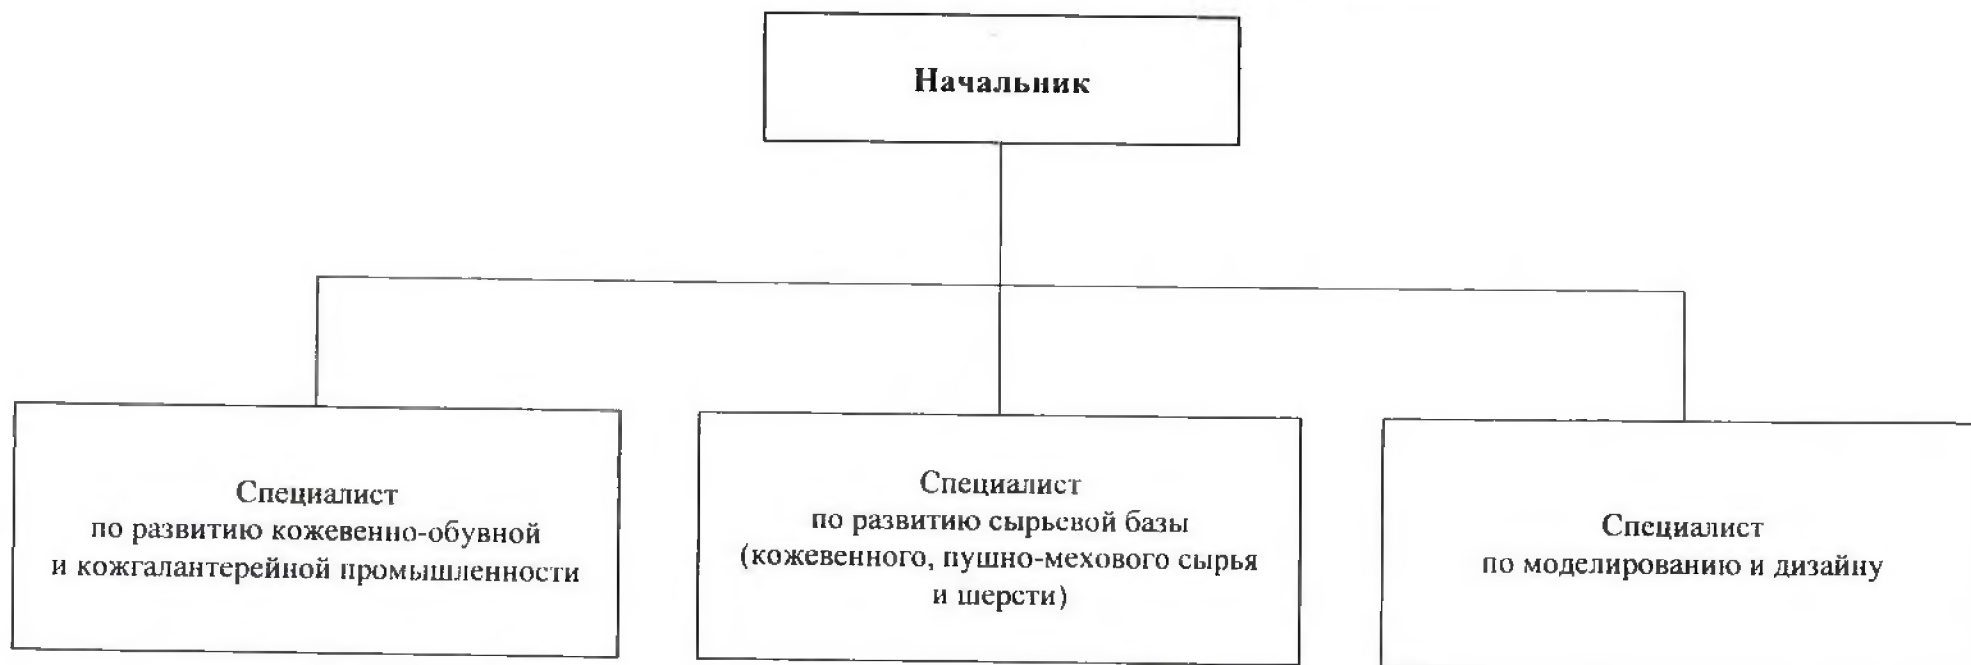 Начальник
Специалист
по развитию кожевенно-обувной
и кожгалантерейной промышленности
Специалист
по развитию сырьевой базы
(кожевенного, пушно-мехового сырья
и шерсти)
Специалист
по моделированию и дизайну